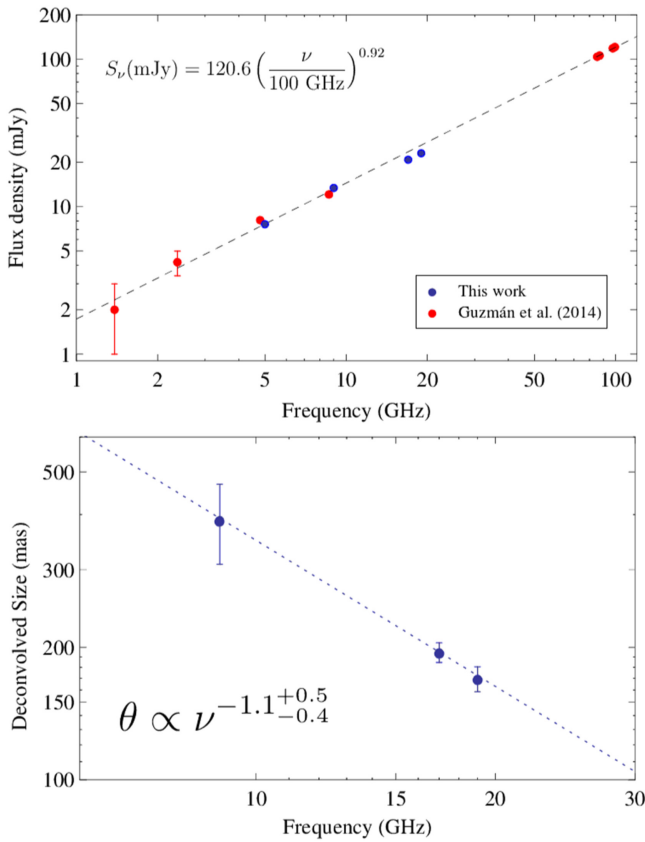 200
100
50
20
10
5
2
1
Flux density (mJy)
S_ν(mJy) = 120.6 (ν / 100 GHz)^0.92
This work
Guzmán et al. (2014)
1 2 5 10 20 50 100
Frequency (GHz)
500
300
200
150
100
Deconvolved Size (mas)
θ ∝ ν^−1.1 +0.5 −0.4
10 15 20 30
Frequency (GHz)